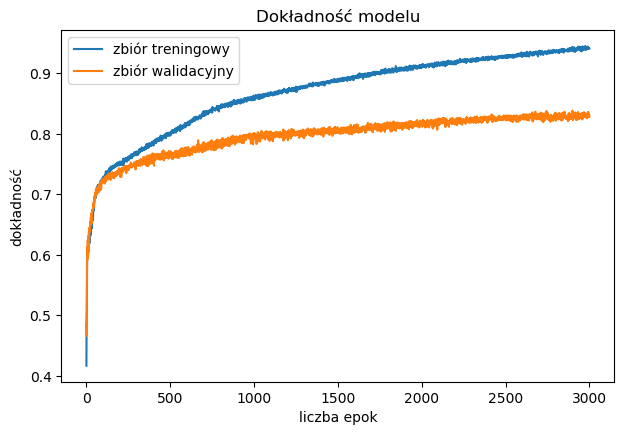 Dokładność modelu
zbiór treningowy
zbiór walidacyjny
dokładność
0.9
0.8
0.7
0.6
0.5
0.4
0 500 1000 1500 2000 2500 3000
liczba epok